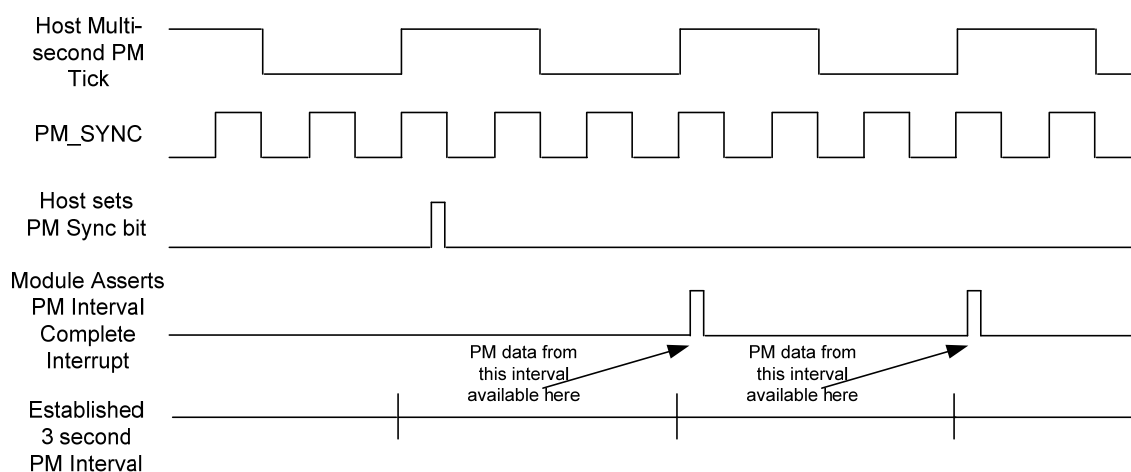 Host Multi-
second PM
Tick
PM_SYNC
Host sets
PM Sync bit
Module Asserts
PM Interval
Complete
Interrupt
PM data from
this interval
available here
PM data from
this interval
available here
Established
3 second
PM Interval